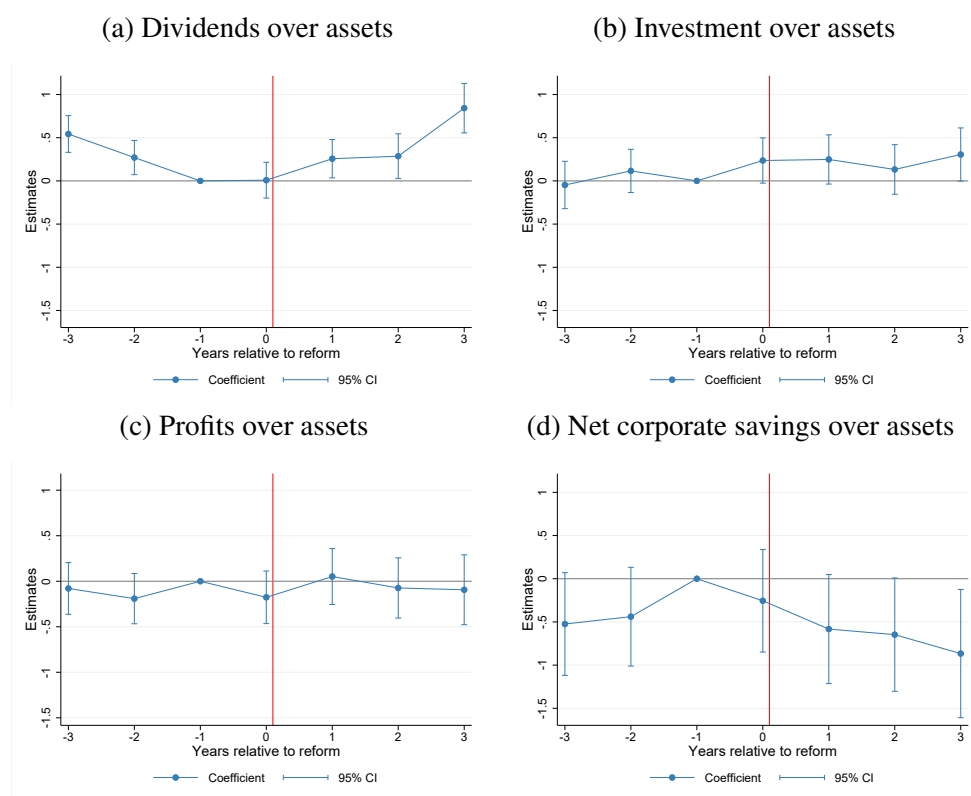 (a) Dividends over assets
Estimates
1
.5
0
-.5
-1
-1.5
-3 -2 -1 0 1 2 3
Years relative to reform
Coefficient 95% CI
(b) Investment over assets
Estimates
1
.5
0
-.5
-1
-1.5
-3 -2 -1 0 1 2 3
Years relative to reform
Coefficient 95% CI
(c) Profits over assets
Estimates
1
.5
0
-.5
-1
-1.5
-3 -2 -1 0 1 2 3
Years relative to reform
Coefficient 95% CI
(d) Net corporate savings over assets
Estimates
1
.5
0
-.5
-1
-1.5
-3 -2 -1 0 1 2 3
Years relative to reform
Coefficient 95% CI